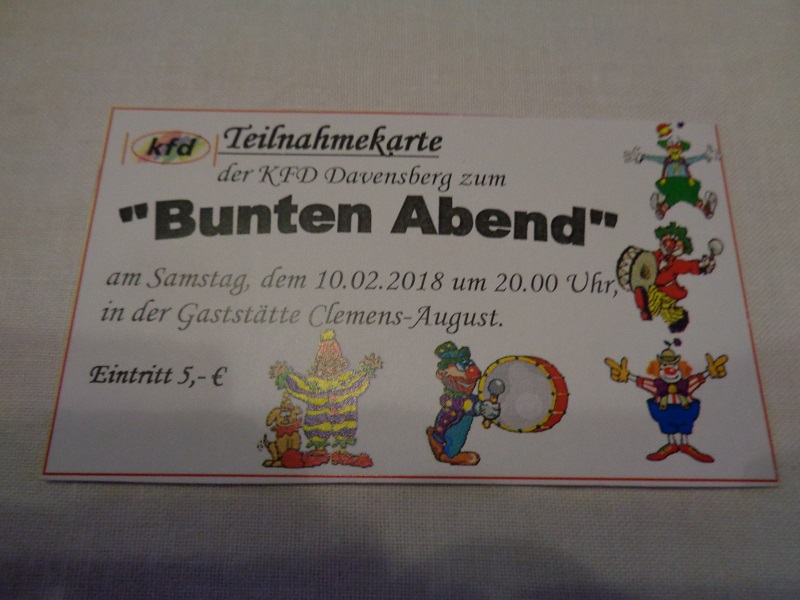 kfd
Teilnahmekarte
der KFD Davensberg zum
"Bunten Abend"
am Samstag, dem 10.02.2018 um 20.00 Uhr,
in der Gaststätte Clemens-August.
Eintritt 5,- €